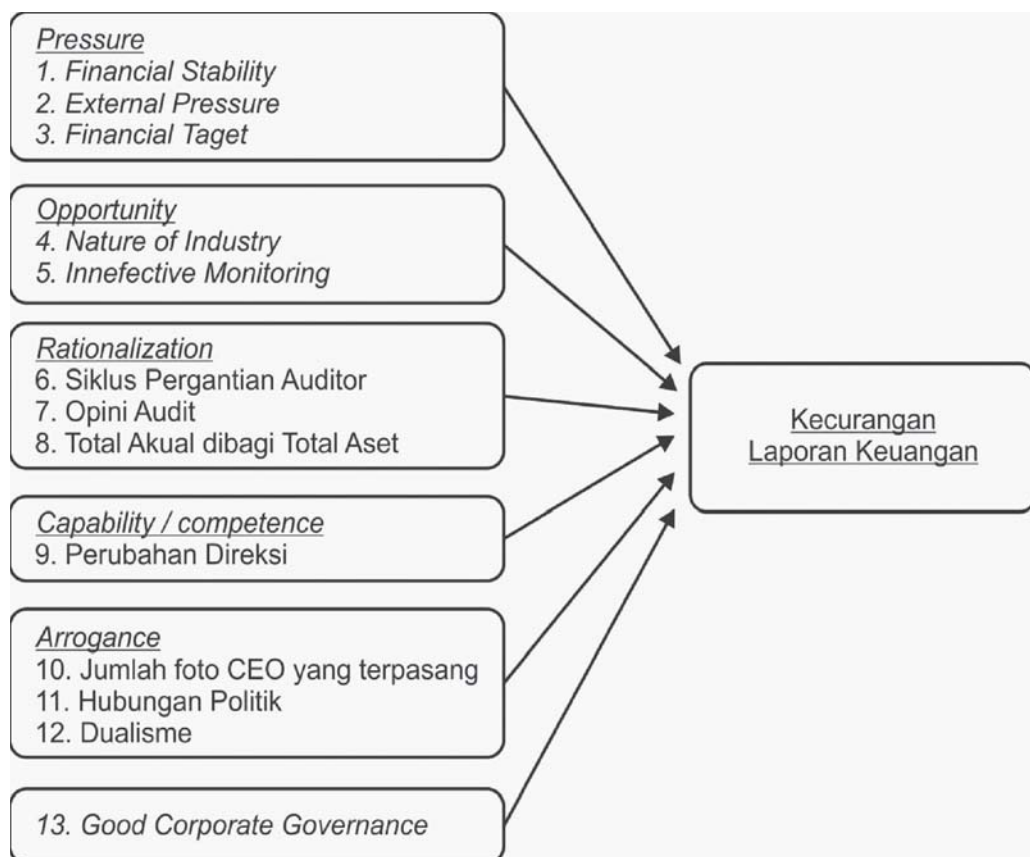 Pressure
1. Financial Stability
2. External Pressure
3. Financial Taget
Opportunity
4. Nature of Industry
5. Innefective Monitoring
Rationalization
6. Siklus Pergantian Auditor
7. Opini Audit
8. Total Akual dibagi Total Aset
Capability / competence
9. Perubahan Direksi
Arrogance
10. Jumlah foto CEO yang terpasang
11. Hubungan Politik
12. Dualisme
13. Good Corporate Governance
Kecurangan
Laporan Keuangan